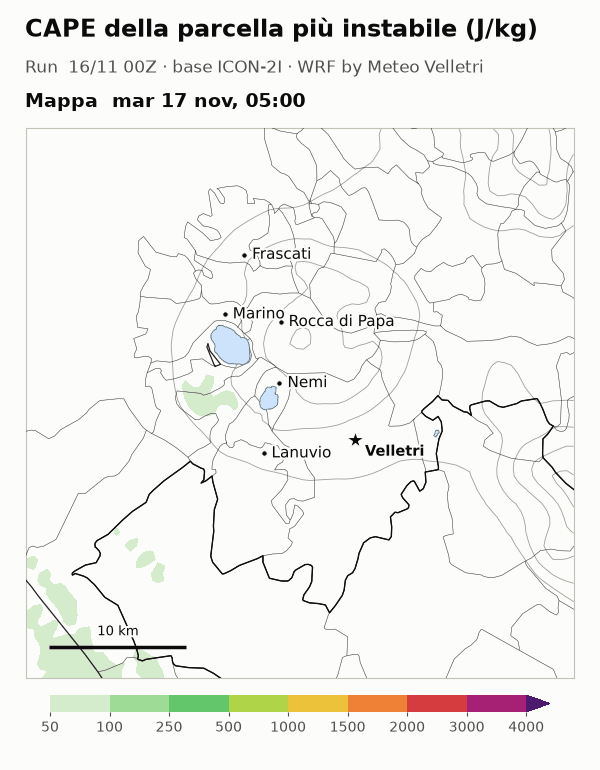 CAPE della parcella più instabile (J/kg)
Run  16/11 00Z · base ICON-2I · WRF by Meteo Velletri
Mappa  mar 17 nov, 05:00
Frascati
Marino
Rocca di Papa
Nemi
Velletri
Lanuvio
10 km
50 100 250 500 1000 1500 2000 3000 4000